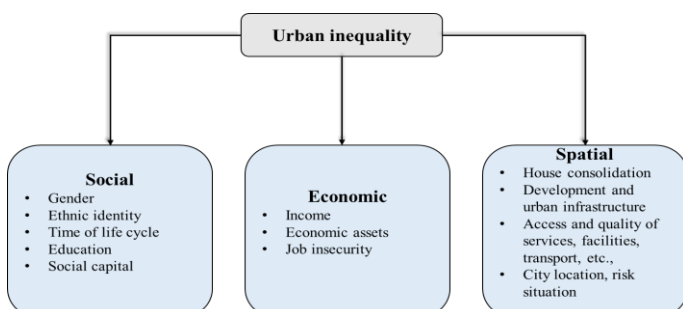 Urban inequality
Social
• Gender
• Ethnic identity
• Time of life cycle
• Education
• Social capital
Economic
• Income
• Economic assets
• Job insecurity
Spatial
• House consolidation
• Development and
urban infrastructure
• Access and quality of
services, facilities,
transport, etc.,
• City location, risk
situation